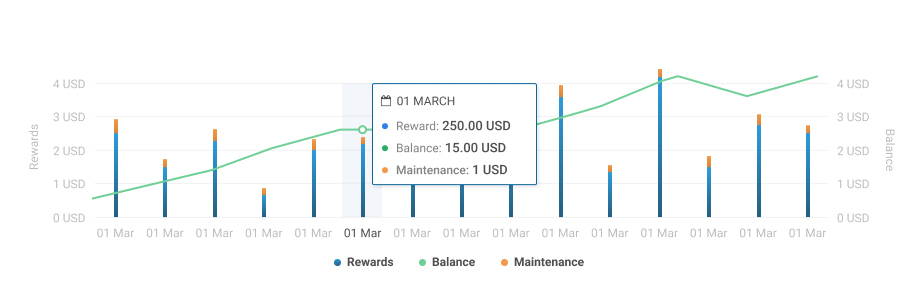 4 USD
3 USD
2 USD
1 USD
0 USD
Rewards
4 USD
3 USD
2 USD
1 USD
0 USD
Balance
01 MARCH
Reward: 250.00 USD
Balance: 15.00 USD
Maintenance: 1 USD
01 Mar 01 Mar 01 Mar 01 Mar 01 Mar 01 Mar 01 Mar 01 Mar 01 Mar 01 Mar 01 Mar 01 Mar 01 Mar 01 Mar 01 Mar
Rewards Balance Maintenance